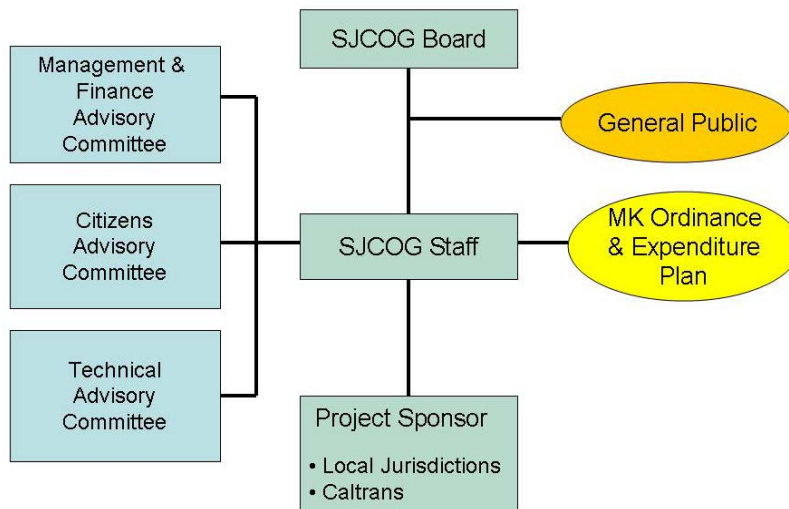 SJCOG Board
Management &
Finance
Advisory
Committee
General Public
Citizens
Advisory
Committee
SJCOG Staff
MK Ordinance
& Expenditure
Plan
Technical
Advisory
Committee
Project Sponsor
• Local Jurisdictions
• Caltrans